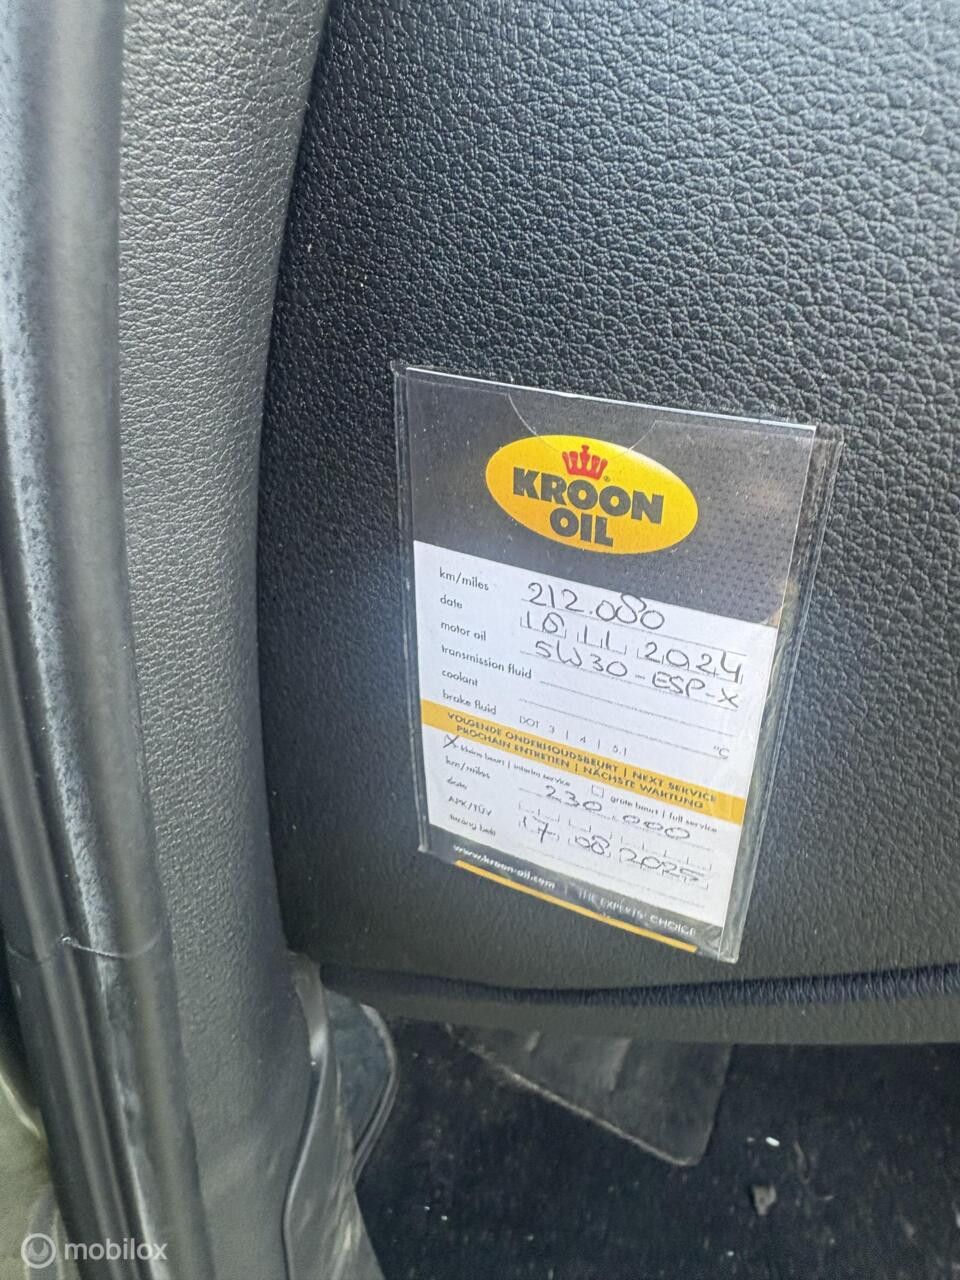 KROON
OIL
km/miles 212.080
date 11 2024
motor oil 5W30-ESP-X
transmission fluid
coolant °C
brake fluid DOT 3 | 4 | 5.1
VOLGENDE ONDERHOUDSBEURT | NEXT SERVICE
PROCHAIN ENTRETIEN | NÄCHSTE WARTUNG
X kleine beurt | interim service grote beurt | full service
km/miles 230.000
date
APK/TÜV 17 08 2025
www.kroon-oil.com | THE EXPERTS' CHOICE
mobilox